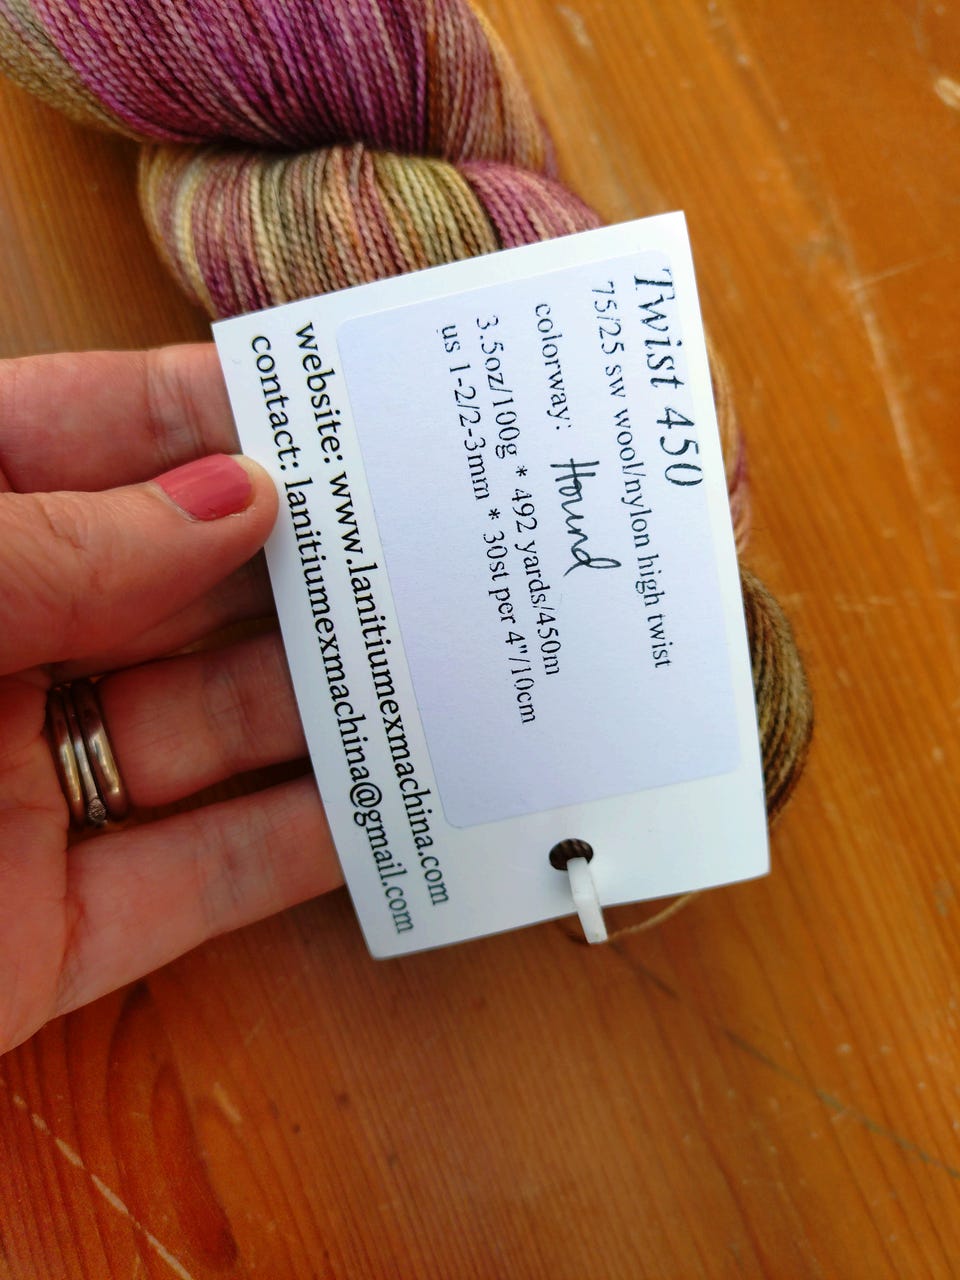 Twist 450
75/25 sw wool/nylon high twist
colorway: Hound
3.5oz/100g * 492 yards/450m
us 1-2/2-3mm * 30st per 4"/10cm
website: www.lanitiumexmachina.com
contact: lanitiumexmachina@gmail.com